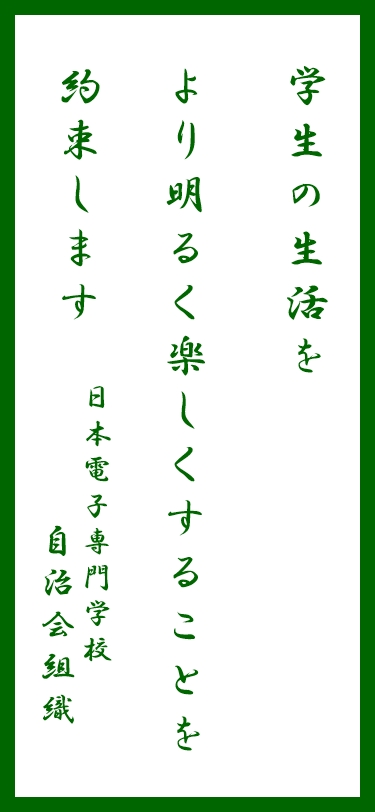 学生の生活を
より明るく楽しくすることを
約束します
日本電子専門学校
自治会組織